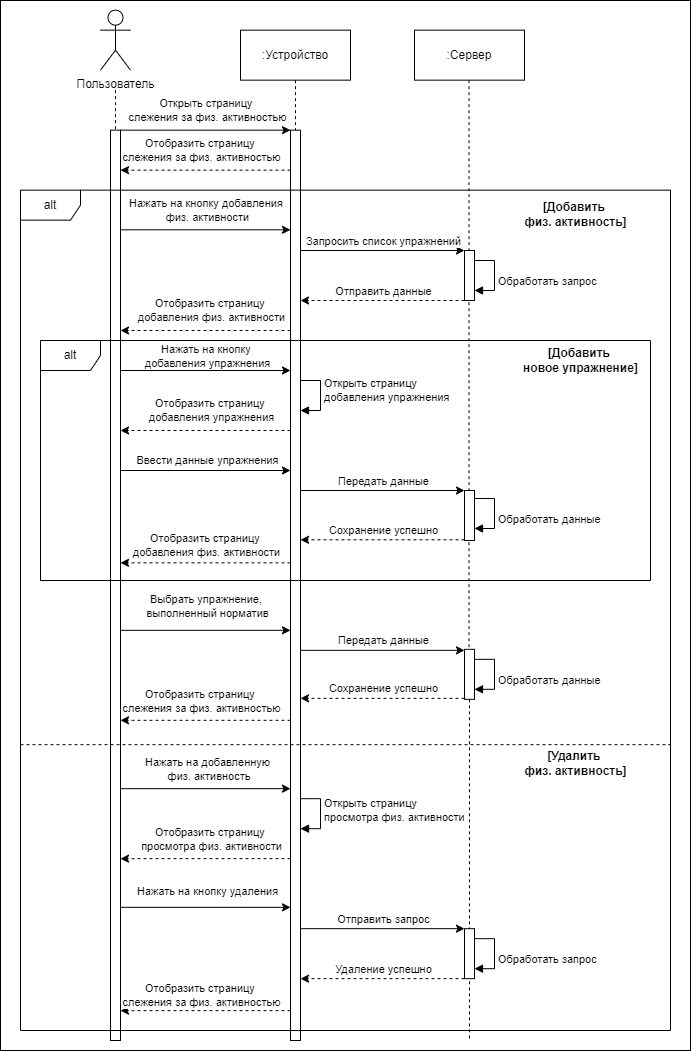 Пользователь
:Устройство
:Сервер
Открыть страницу
слежения за физ. активностью
Отобразить страницу
слежения за физ. активностью
alt
[Добавить
физ. активность]
Нажать на кнопку добавления
физ. активности
Запросить список упражнений
Обработать запрос
Отправить данные
Отобразить страницу
добавления физ. активности
alt
[Добавить
новое упражнение]
Нажать на кнопку
добавления упражнения
Открыть страницу
добавления упражнения
Отобразить страницу
добавления упражнения
Ввести данные упражнения
Передать данные
Обработать данные
Сохранение успешно
Отобразить страницу
добавления физ. активности
Выбрать упражнение,
выполненный норматив
Передать данные
Обработать данные
Сохранение успешно
Отобразить страницу
слежения за физ. активностью
[Удалить
физ. активность]
Нажать на добавленную
физ. активность
Открыть страницу
просмотра физ. активности
Отобразить страницу
просмотра физ. активности
Нажать на кнопку удаления
Отправить запрос
Обработать запрос
Удаление успешно
Отобразить страницу
слежения за физ. активностью